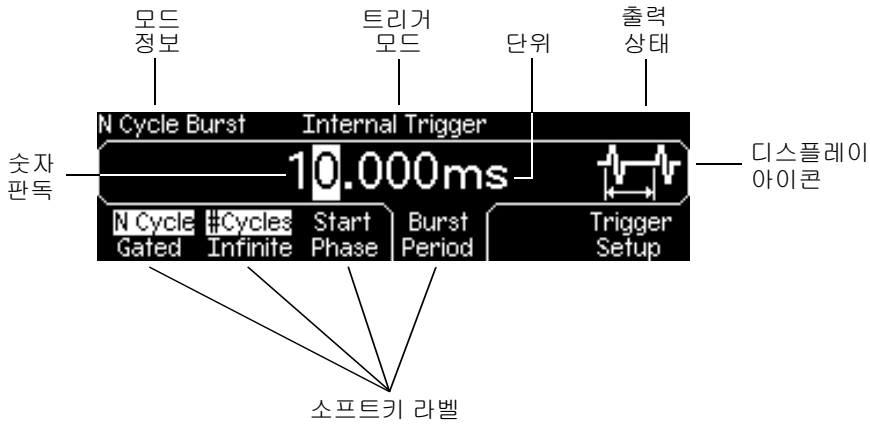 모드
정보
트리거
모드
단위
출력
상태
N Cycle Burst
Internal Trigger
숫자
판독
10.000ms
디스플레이
아이콘
N Cycle
Gated
#Cycles
Infinite
Start
Phase
Burst
Period
Trigger
Setup
소프트키 라벨